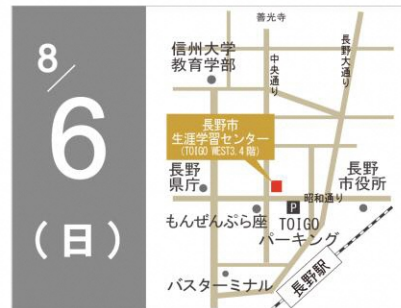 8/6
(日)
善光寺
信州大学
教育学部
中央通り
長野大通り
長野市
生涯学習センター
(TOIGO WEST3.4階)
長野
県庁
昭和通り
長野
市役所
もんぜんぷら座
P
TOIGO
パーキング
バスターミナル
長野駅